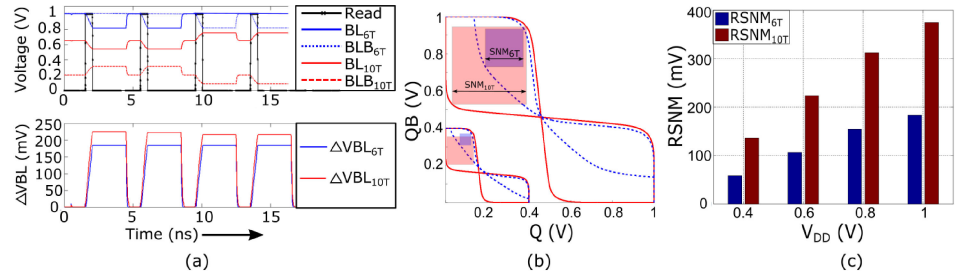 (a)
Voltage (V)
1
0.8
0.6
0.4
0.2
0
0 5 10 15
Read
BL6T
BLB6T
BL10T
BLB10T
ΔVBL (mV)
250
200
150
100
50
0
0 5 10 15
ΔVBL6T
ΔVBL10T
Time (ns)
(a)
QB (V)
1
0.8
0.6
0.4
0.2
SNM6T
SNM10T
0.2 0.4 0.6 0.8 1
Q (V)
(b)
RSNM (mV)
400
300
200
100
0
RSNM6T
RSNM10T
0.4 0.6 0.8 1
VDD (V)
(c)